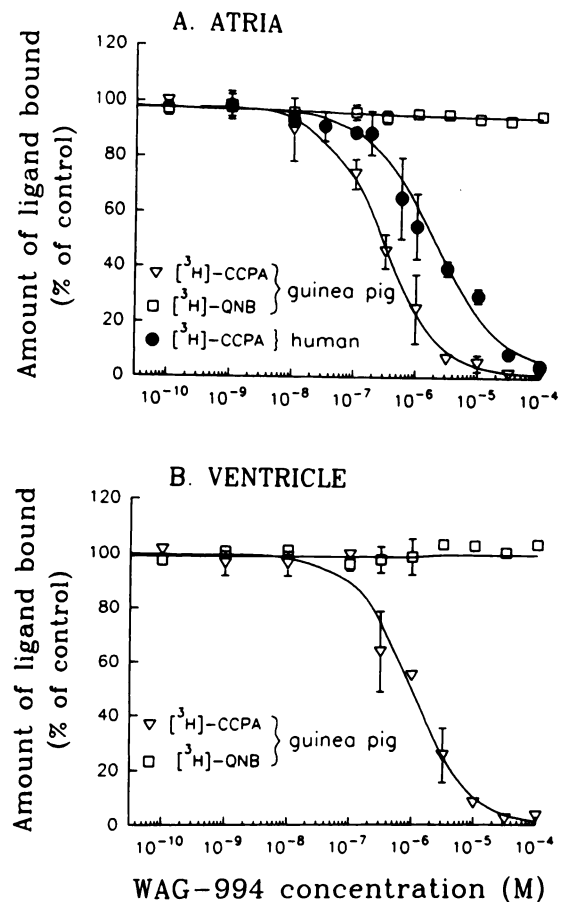 A. ATRIA
Amount of ligand bound
(% of control)
120
100
80
60
40
20
0
[³H]-CCPA
[³H]-QNB
guinea pig
[³H]-CCPA } human
10⁻¹⁰ 10⁻⁹ 10⁻⁸ 10⁻⁷ 10⁻⁶ 10⁻⁵ 10⁻⁴
B. VENTRICLE
Amount of ligand bound
(% of control)
120
100
80
60
40
20
0
[³H]-CCPA
[³H]-QNB
guinea pig
10⁻¹⁰ 10⁻⁹ 10⁻⁸ 10⁻⁷ 10⁻⁶ 10⁻⁵ 10⁻⁴
WAG-994 concentration (M)